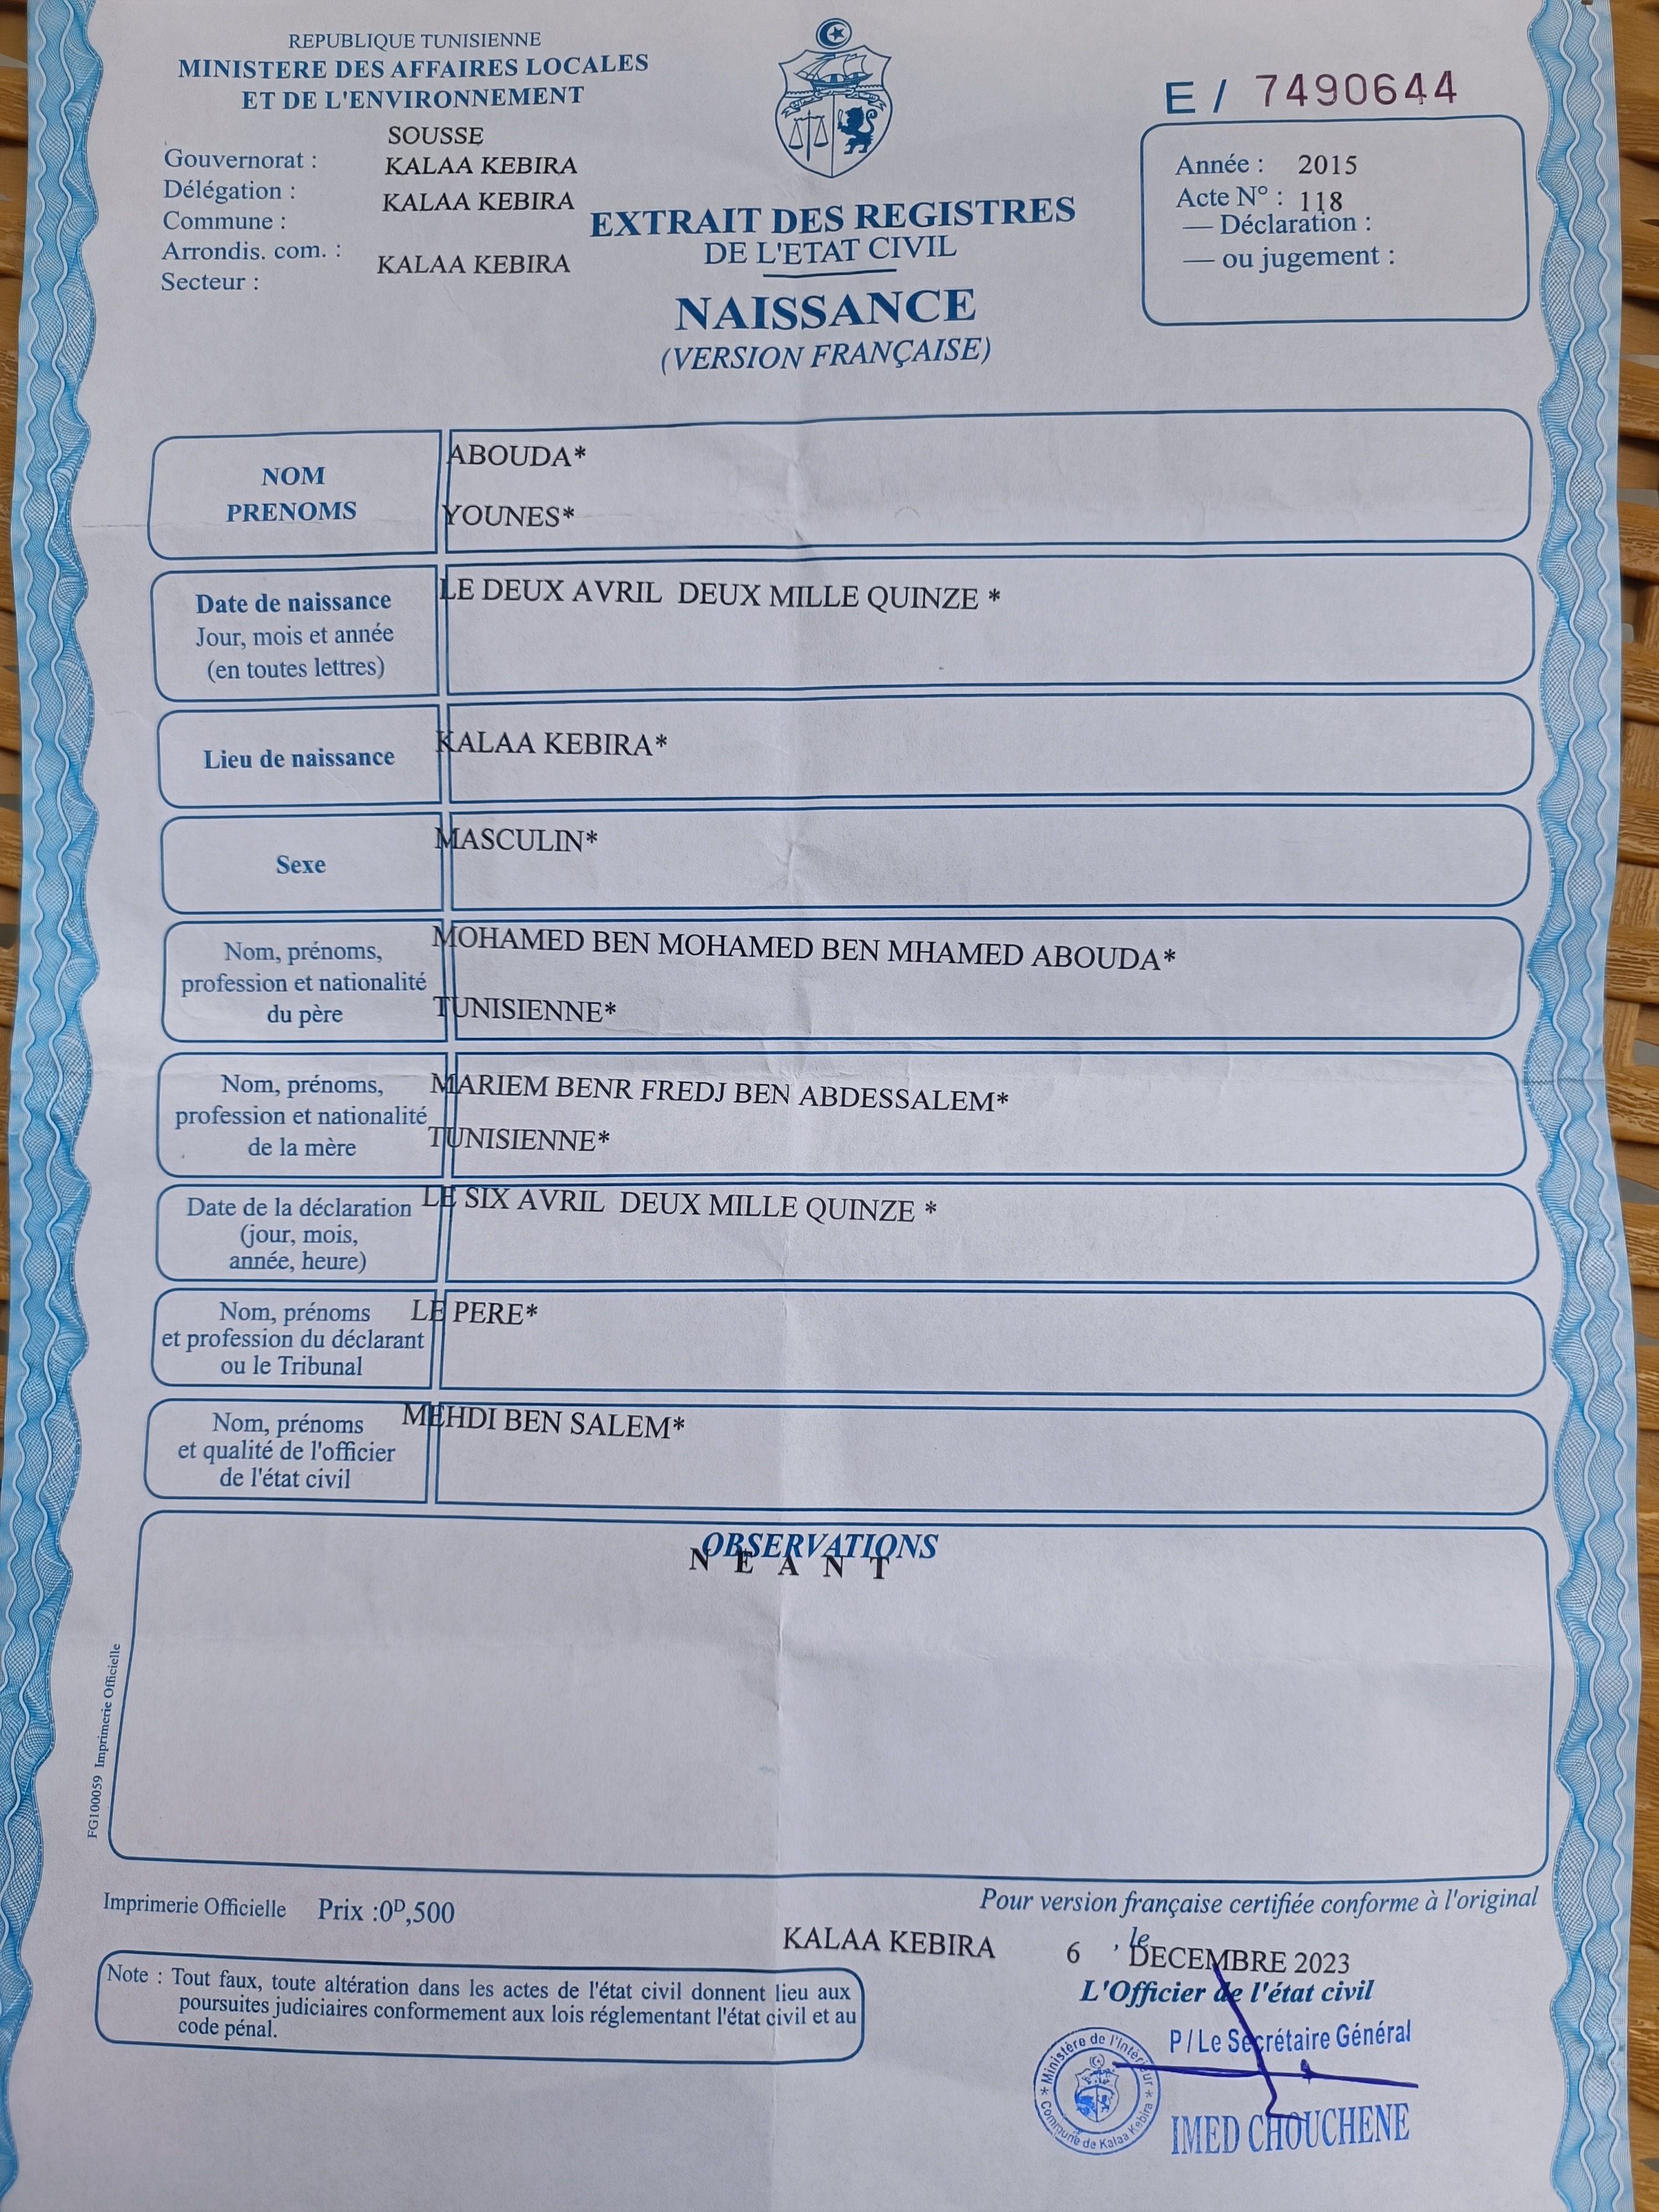 REPUBLIQUE TUNISIENNE
MINISTERE DES AFFAIRES LOCALES
ET DE L'ENVIRONNEMENT
SOUSSE
Gouvernorat :
KALAA KEBIRA
Délégation :
KALAA KEBIRA
Commune :
Arrondis. com. :
KALAA KEBIRA
Secteur :
E / 7490644
Année : 2015
Acte N° : 118
— Déclaration :
— ou jugement :
EXTRAIT DES REGISTRES
DE L'ETAT CIVIL
NAISSANCE
(VERSION FRANÇAISE)
NOM
PRENOMS
ABOUDA*
YOUNES*
Date de naissance
Jour, mois et année
(en toutes lettres)
LE DEUX AVRIL DEUX MILLE QUINZE *
Lieu de naissance
KALAA KEBIRA*
Sexe
MASCULIN*
Nom, prénoms,
profession et nationalité
du père
MOHAMED BEN MOHAMED BEN MHAMED ABOUDA*
TUNISIENNE*
Nom, prénoms,
profession et nationalité
de la mère
MARIEM BENR FREDJ BEN ABDESSALEM*
TUNISIENNE*
Date de la déclaration
(jour, mois,
année, heure)
LE SIX AVRIL DEUX MILLE QUINZE *
Nom, prénoms
et profession du déclarant
ou le Tribunal
LE PERE*
Nom, prénoms
et qualité de l'officier
de l'état civil
MEHDI BEN SALEM*
OBSERVATIONS
N E A N T
FG100059 Imprimerie Officielle
Imprimerie Officielle Prix :0D,500
Pour version française certifiée conforme à l'original
KALAA KEBIRA 6 , le DECEMBRE 2023
L'Officier de l'état civil
Note : Tout faux, toute altération dans les actes de l'état civil donnent lieu aux
poursuites judiciaires conformement aux lois réglementant l'état civil et au
code pénal.
P / Le Secrétaire Général
IMED CHOUCHENE
* Ministère de l'Intérieur *
Commune de Kalaa Kebira